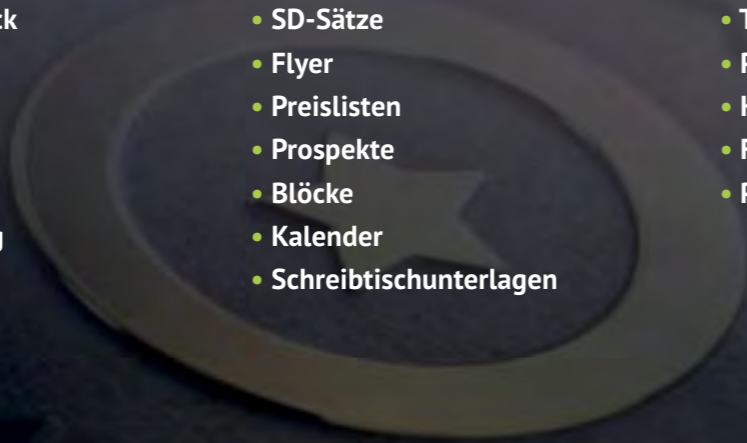 • SD-Sätze
• Flyer
• Preislisten
• Prospekte
• Blöcke
• Kalender
• Schreibtischunterlagen